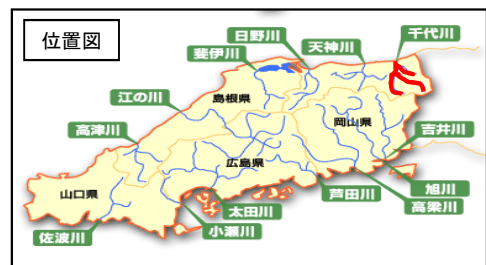 位置図
日野川
千代川
天神川
斐伊川
江の川
島根県
高津川
岡山県
吉井川
広島県
山口県
芦田川
旭川
太田川
高梁川
佐波川
小瀬川